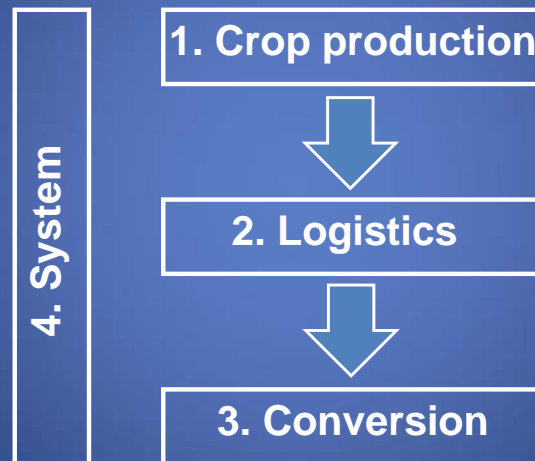 1. Crop production
2. Logistics
3. Conversion
4. System